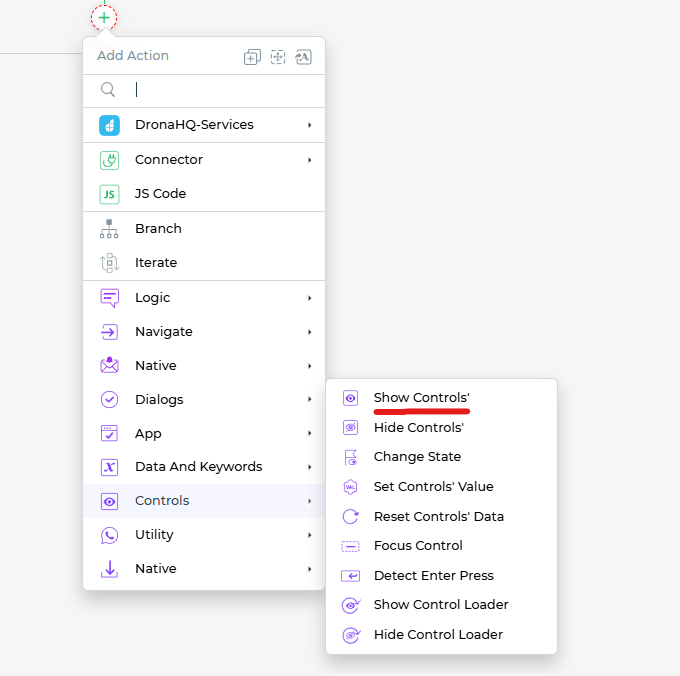 Add Action
DronaHQ-Services
Connector
JS
JS Code
Branch
Iterate
Logic
Navigate
Native
Dialogs
App
Data And Keywords
Controls
Utility
Native
Show Controls'
Hide Controls'
Change State
VAL
Set Controls' Value
Reset Controls' Data
Focus Control
Detect Enter Press
Show Control Loader
Hide Control Loader